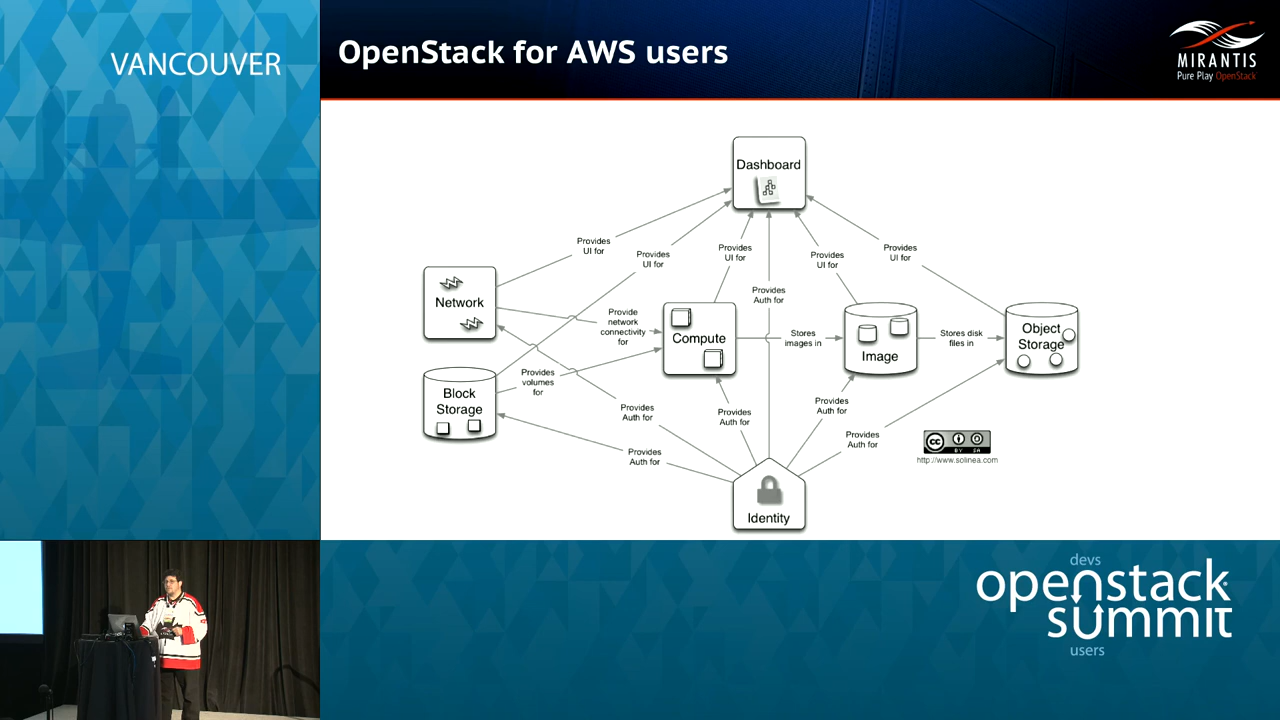 VANCOUVER
OpenStack for AWS users
MIRANTIS
Pure Play OpenStack
Dashboard
Provides
UI for
Provides
UI for
Provides
UI for
Provides
UI for
Provides
UI for
Provides
Auth for
Network
Provide
network
connectivity
for
Compute
Stores
images in
Image
Stores disk
files in
Object
Storage
Block
Storage
Provides
volumes
for
Provides
Auth for
Provides
Auth for
Provides
Auth for
Provides
Auth for
Provides
Auth for
Identity
cc
BY SA
http://www.solinea.com
devs
openstack
summit
users